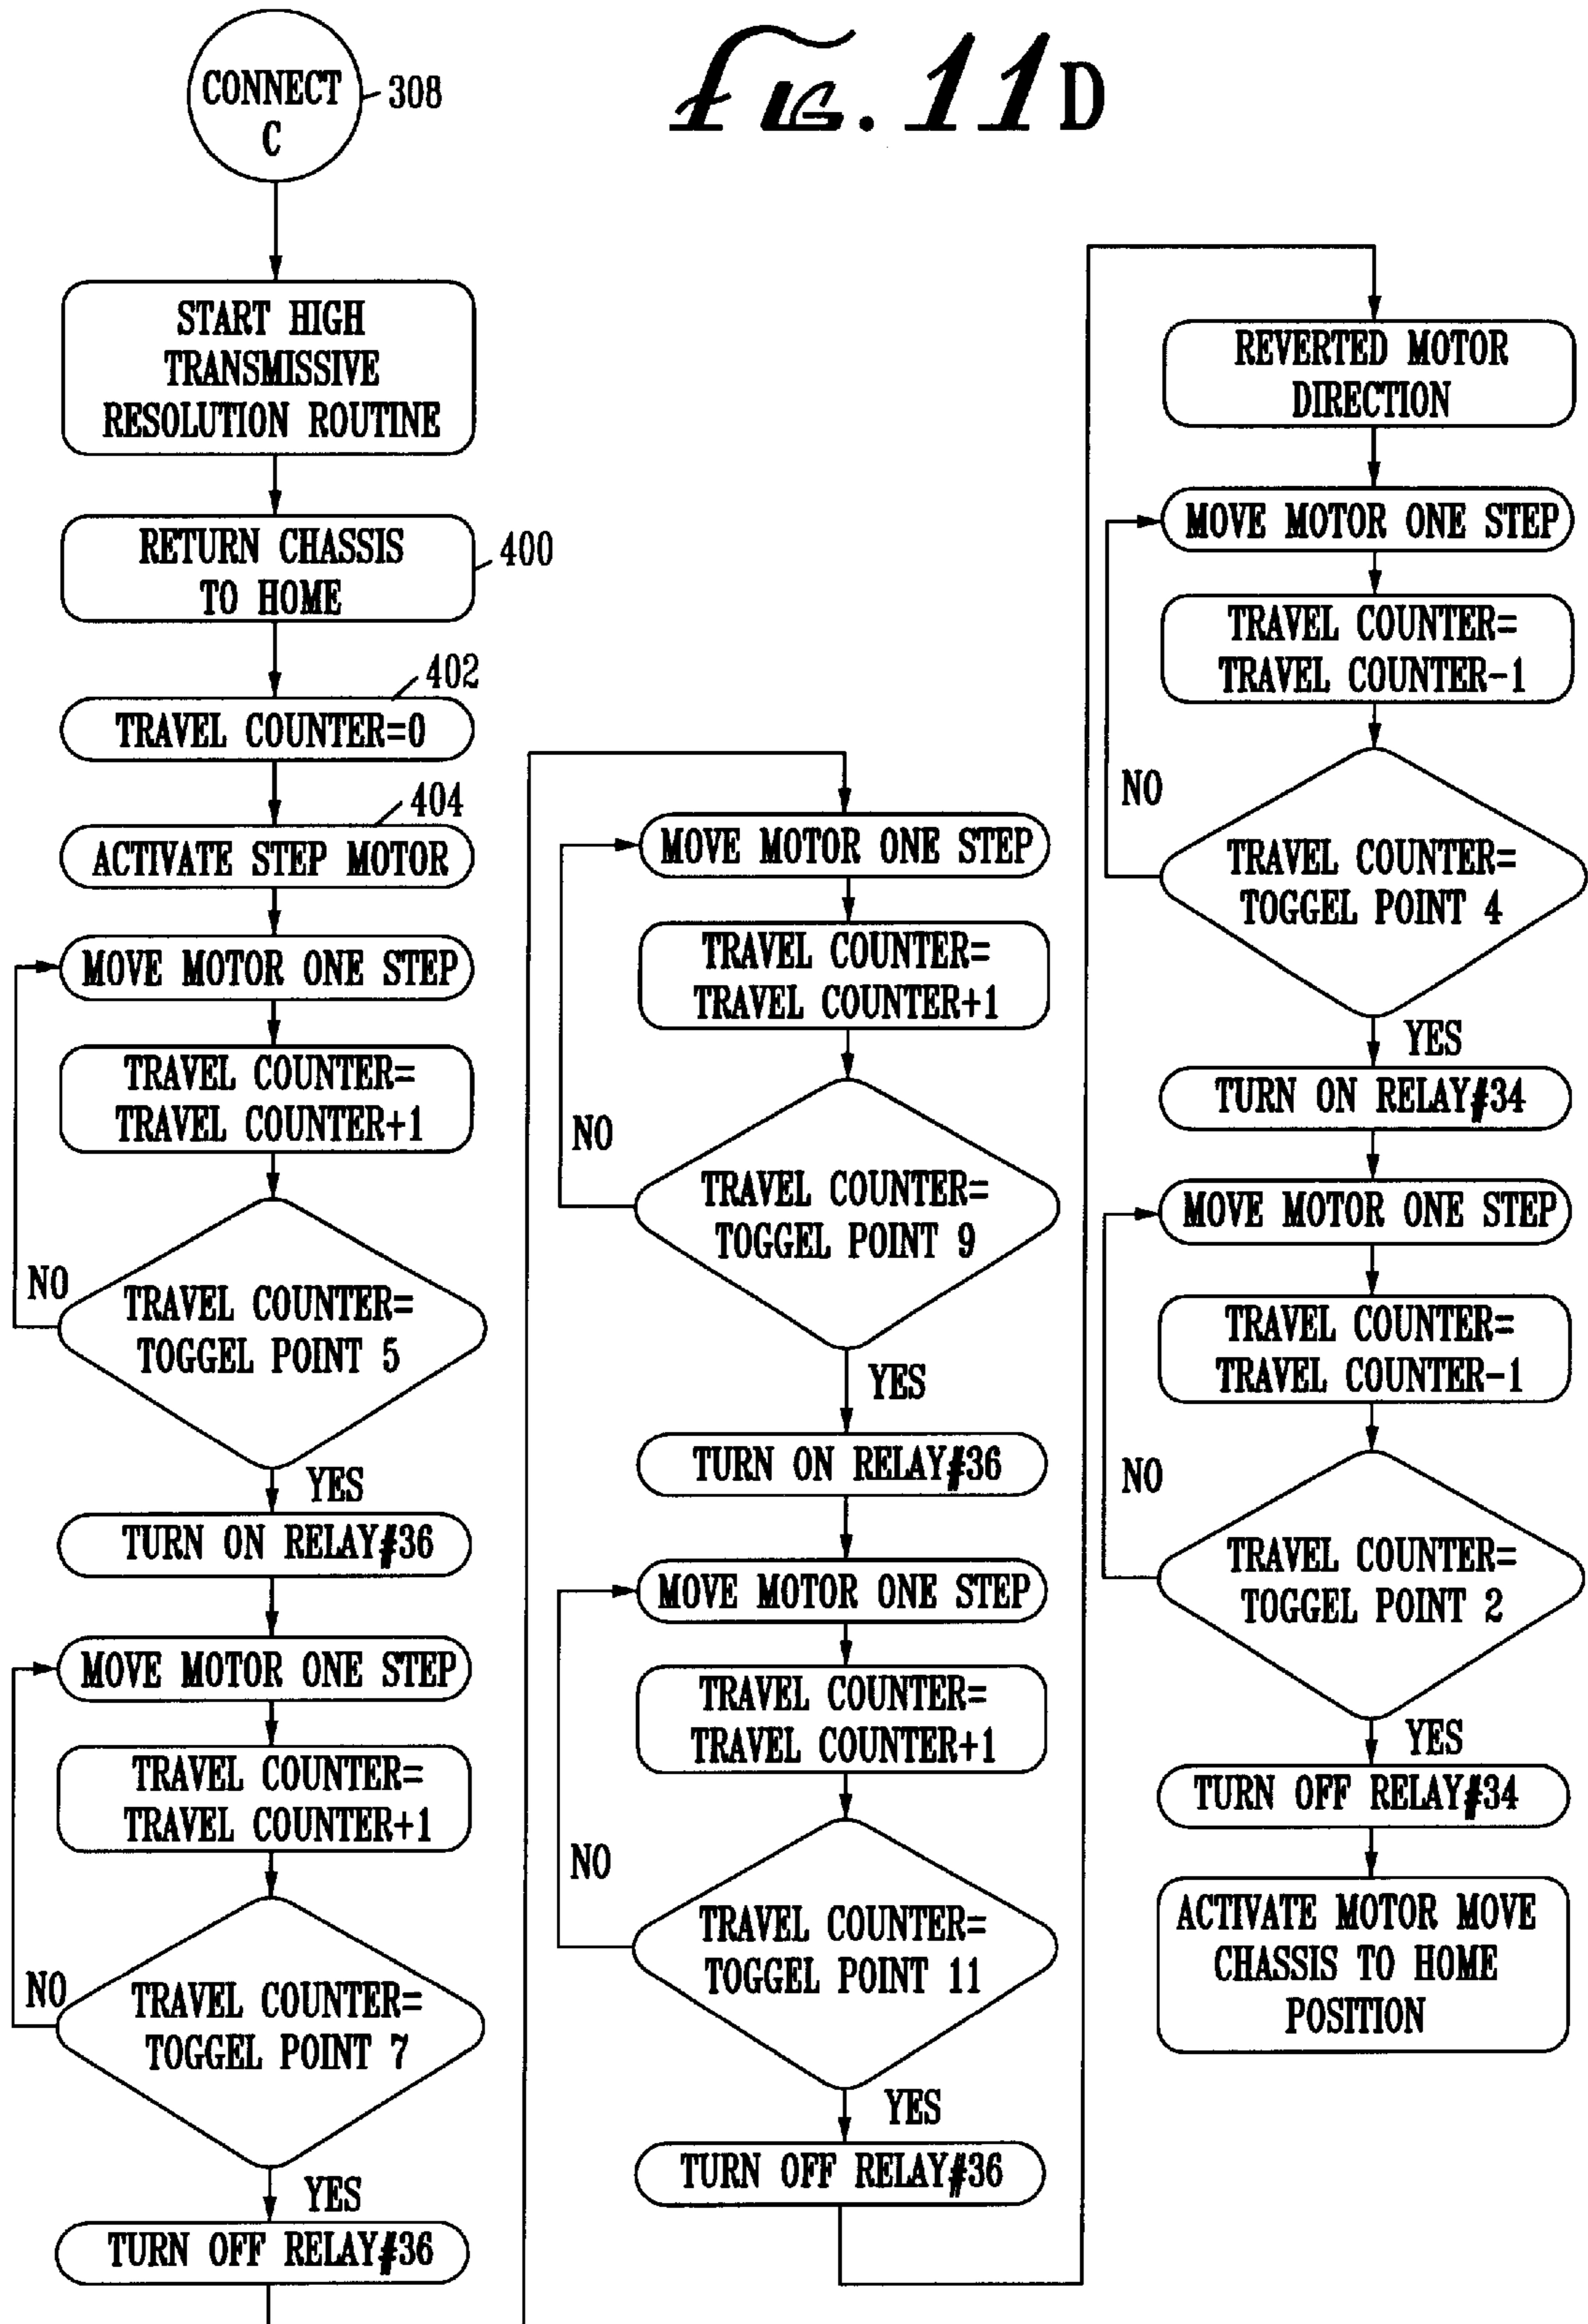 FIG. 11D
CONNECT
C
308
START HIGH
TRANSMISSIVE
RESOLUTION ROUTINE
RETURN CHASSIS
TO HOME
400
402
TRAVEL COUNTER=0
404
ACTIVATE STEP MOTOR
MOVE MOTOR ONE STEP
TRAVEL COUNTER=
TRAVEL COUNTER+1
NO
TRAVEL COUNTER=
TOGGEL POINT 5
YES
TURN ON RELAY#36
MOVE MOTOR ONE STEP
TRAVEL COUNTER=
TRAVEL COUNTER+1
NO
TRAVEL COUNTER=
TOGGEL POINT 7
YES
TURN OFF RELAY#36
MOVE MOTOR ONE STEP
TRAVEL COUNTER=
TRAVEL COUNTER+1
NO
TRAVEL COUNTER=
TOGGEL POINT 9
YES
TURN ON RELAY#36
MOVE MOTOR ONE STEP
TRAVEL COUNTER=
TRAVEL COUNTER+1
NO
TRAVEL COUNTER=
TOGGEL POINT 11
YES
TURN OFF RELAY#36
REVERTED MOTOR
DIRECTION
MOVE MOTOR ONE STEP
TRAVEL COUNTER=
TRAVEL COUNTER-1
NO
TRAVEL COUNTER=
TOGGEL POINT 4
YES
TURN ON RELAY#34
MOVE MOTOR ONE STEP
TRAVEL COUNTER=
TRAVEL COUNTER-1
NO
TRAVEL COUNTER=
TOGGEL POINT 2
YES
TURN OFF RELAY#34
ACTIVATE MOTOR MOVE
CHASSIS TO HOME
POSITION